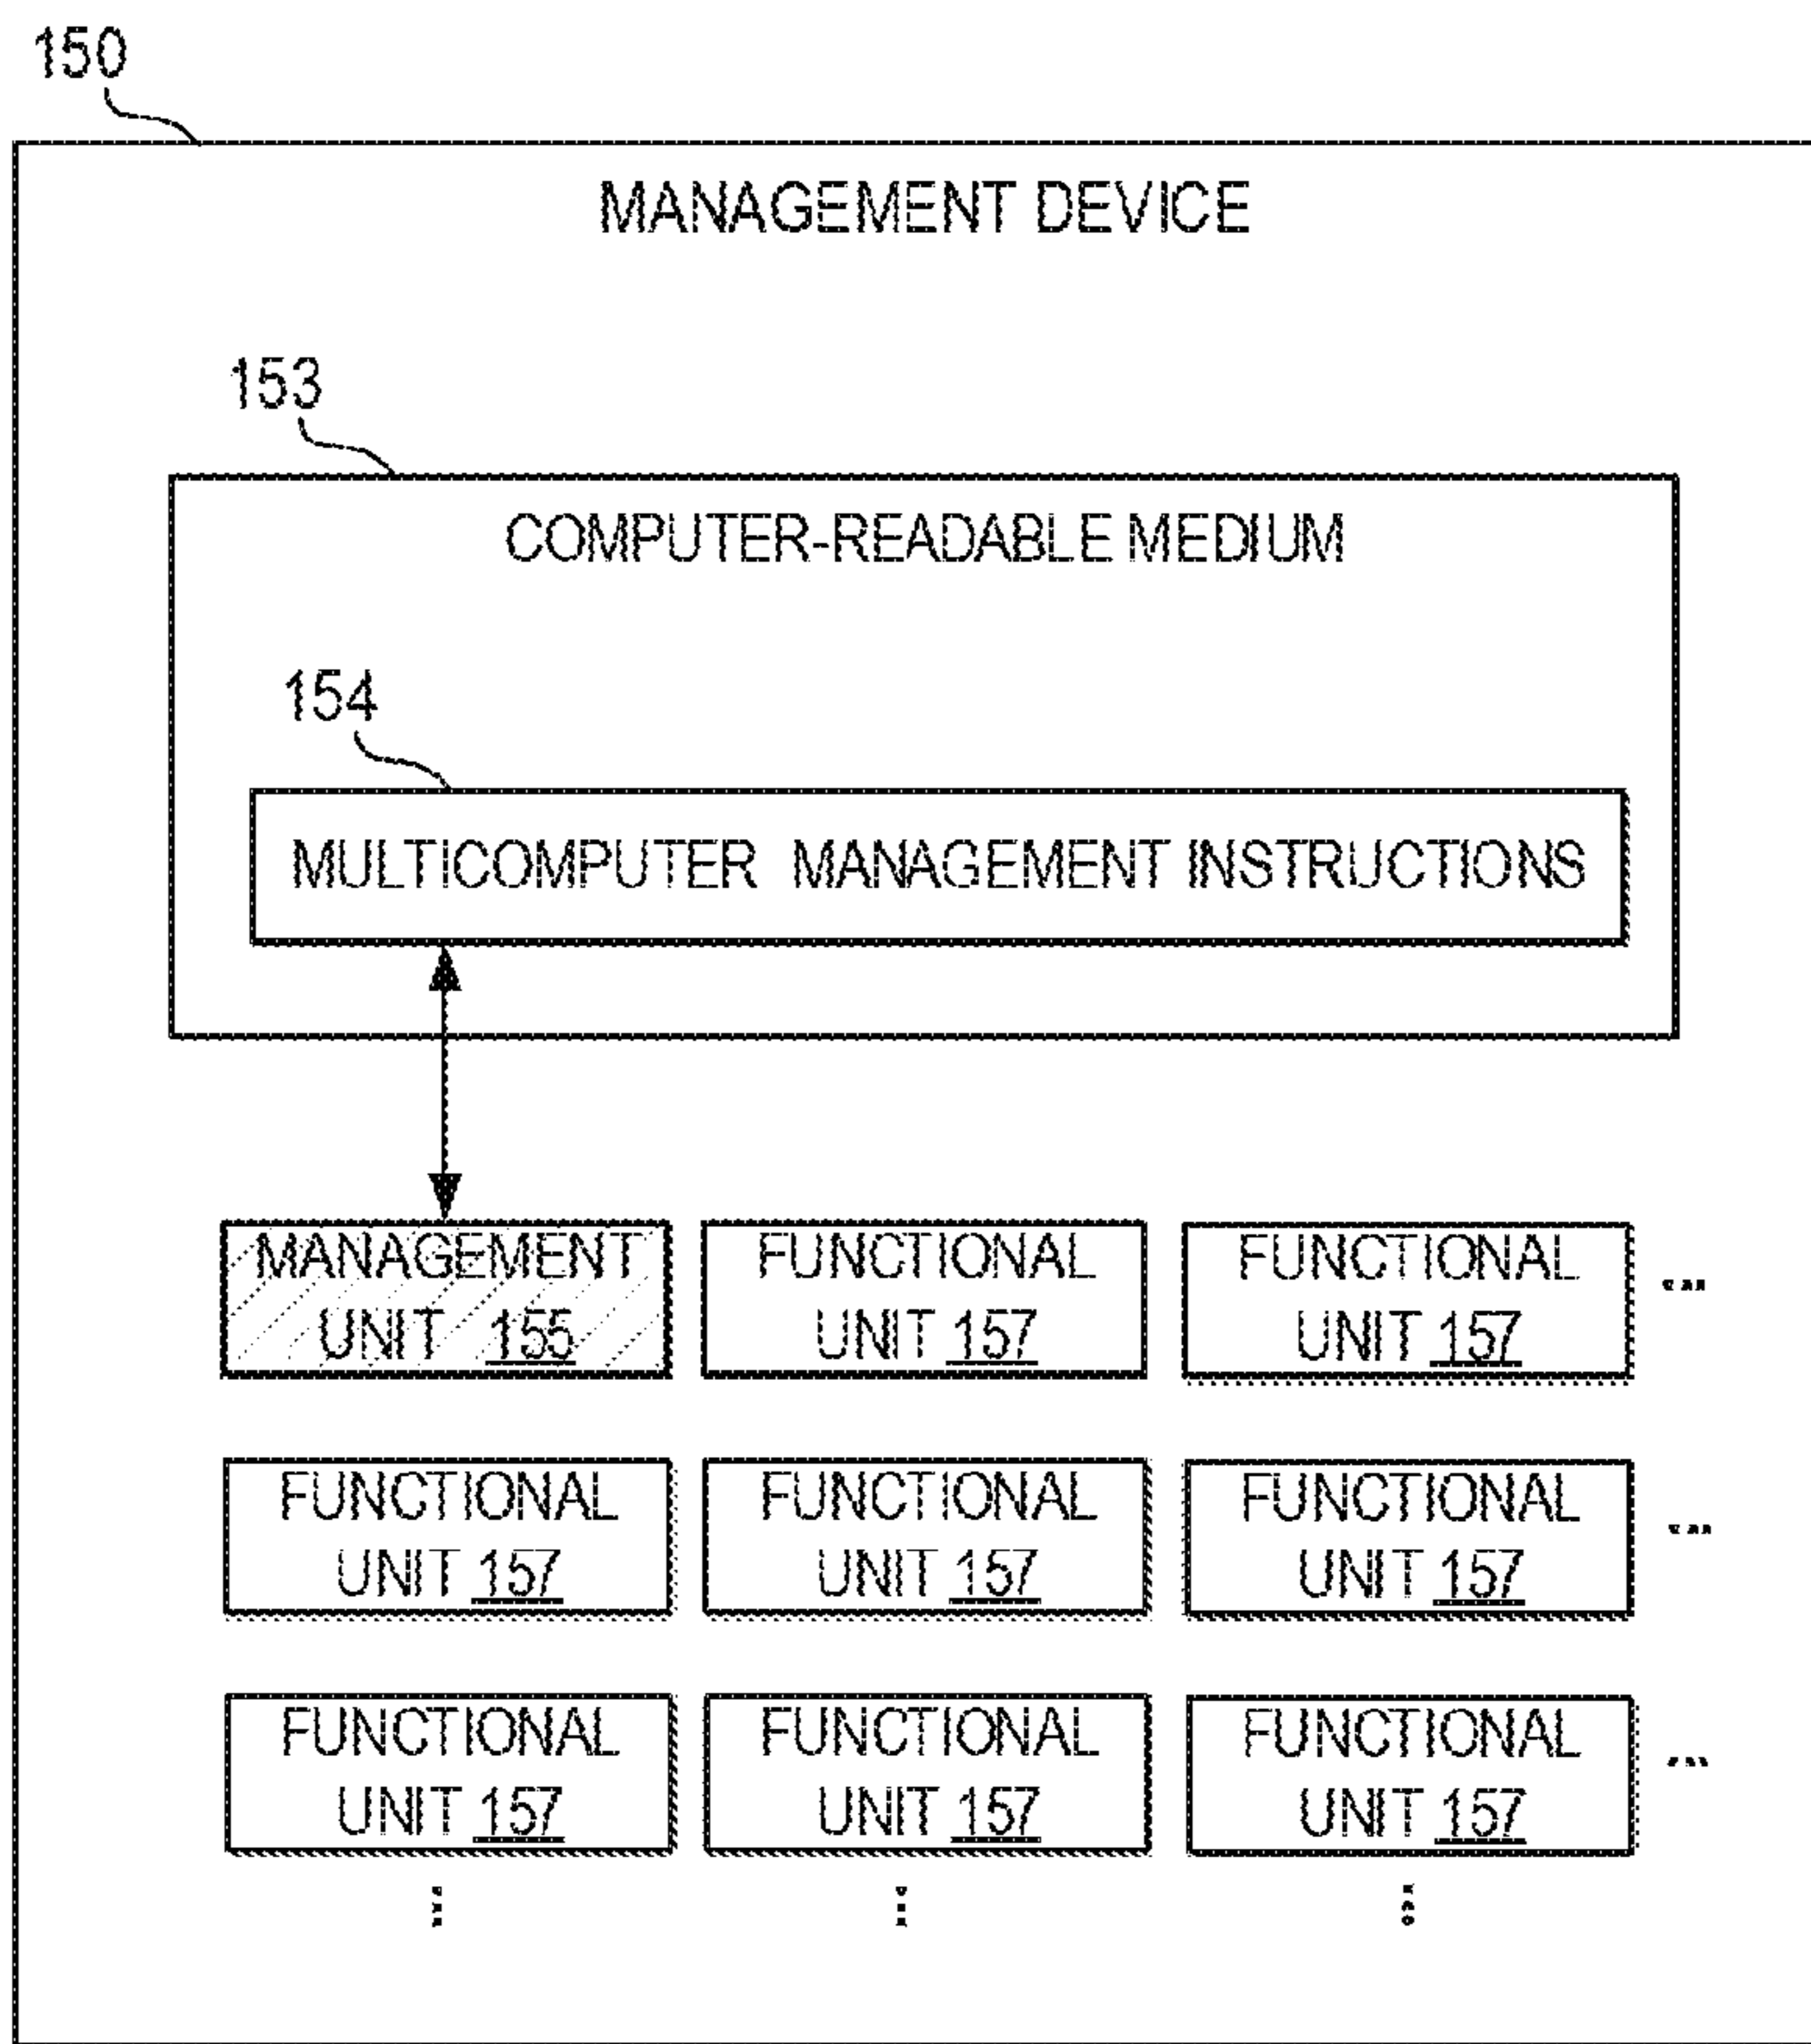 150
MANAGEMENT DEVICE
153
COMPUTER-READABLE MEDIUM
154
MULTICOMPUTER MANAGEMENT INSTRUCTIONS
MANAGEMENT
UNIT 155
FUNCTIONAL
UNIT 157
FUNCTIONAL
UNIT 157
...
FUNCTIONAL
UNIT 157
FUNCTIONAL
UNIT 157
FUNCTIONAL
UNIT 157
...
FUNCTIONAL
UNIT 157
FUNCTIONAL
UNIT 157
FUNCTIONAL
UNIT 157
...